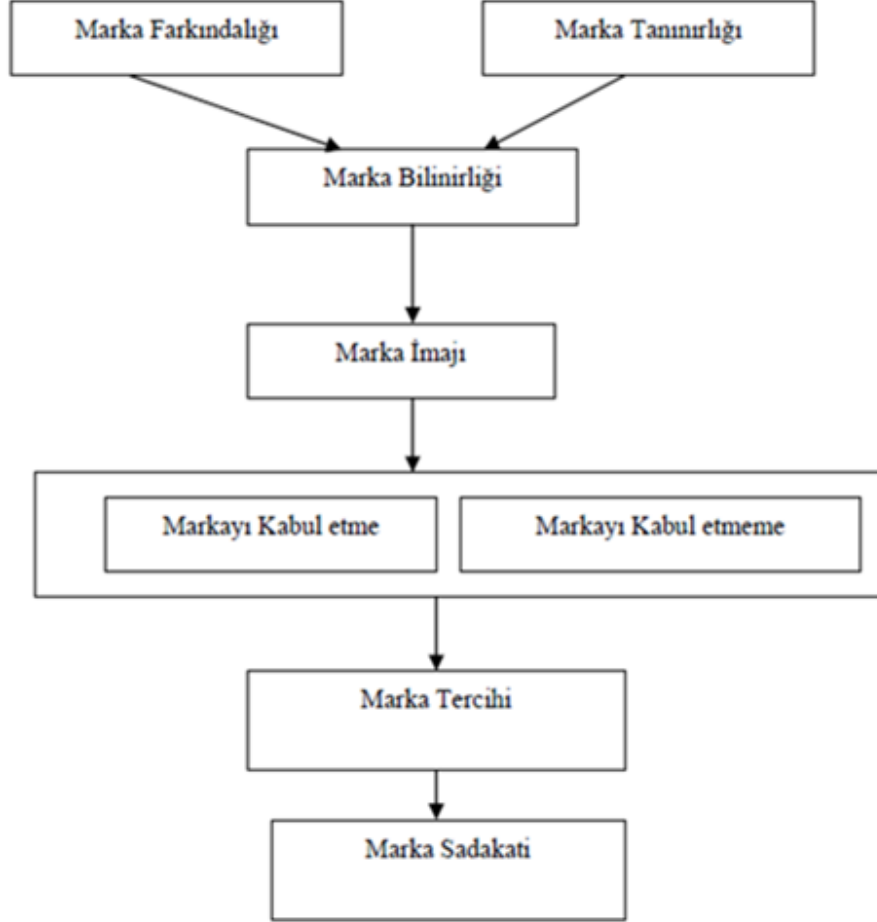 Marka Farkındalığı
Marka Tanınırlığı
Marka Bilinirliği
Marka İmajı
Markayı Kabul etme
Markayı Kabul etmeme
Marka Tercihi
Marka Sadakati